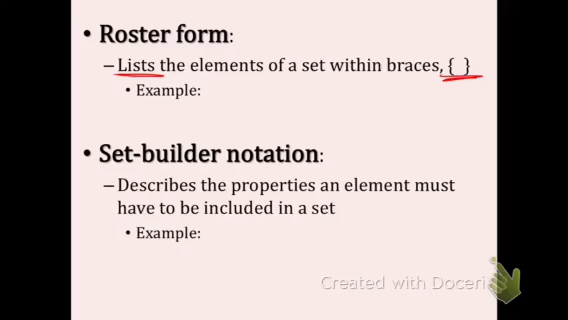 • Roster form:
– Lists the elements of a set within braces, { }
• Example:
• Set-builder notation:
– Describes the properties an element must
have to be included in a set
• Example:
Created with Doceri